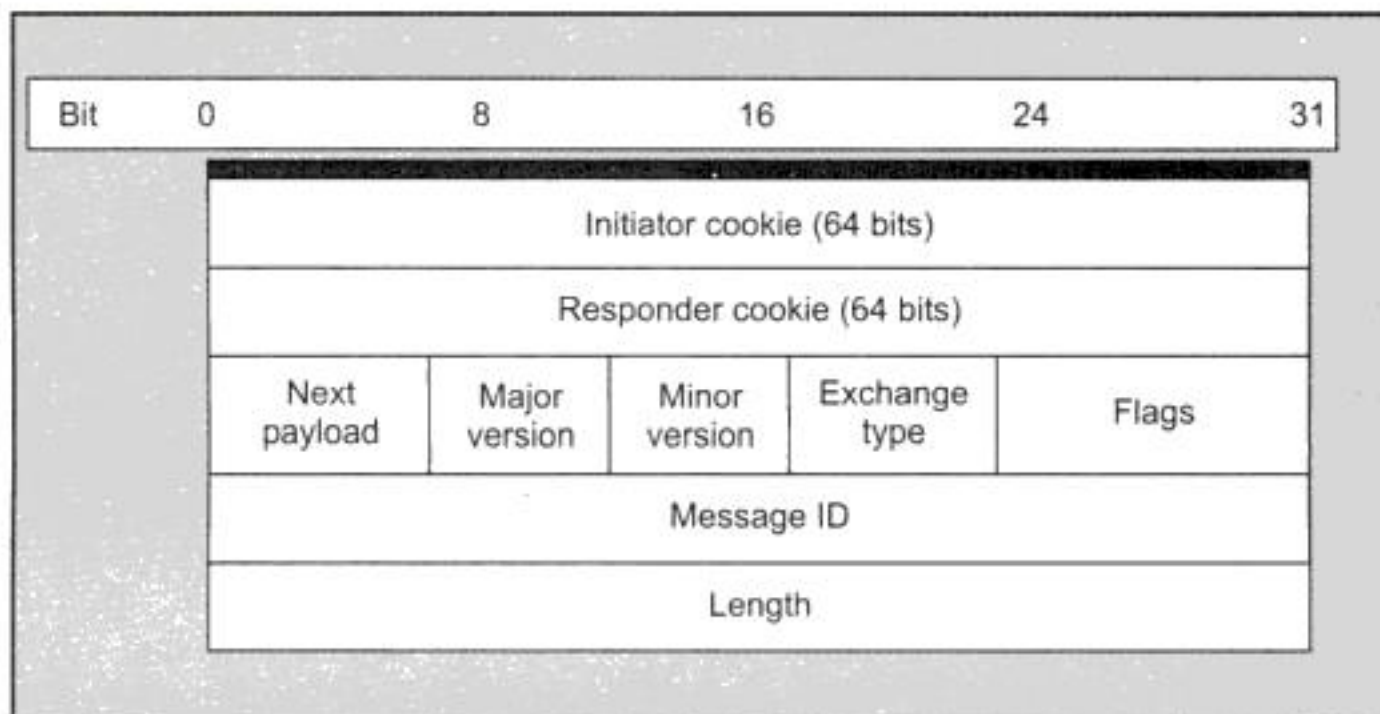 Bit 0 8 16 24 31
Initiator cookie (64 bits)
Responder cookie (64 bits)
Next payload
Major version
Minor version
Exchange type
Flags
Message ID
Length